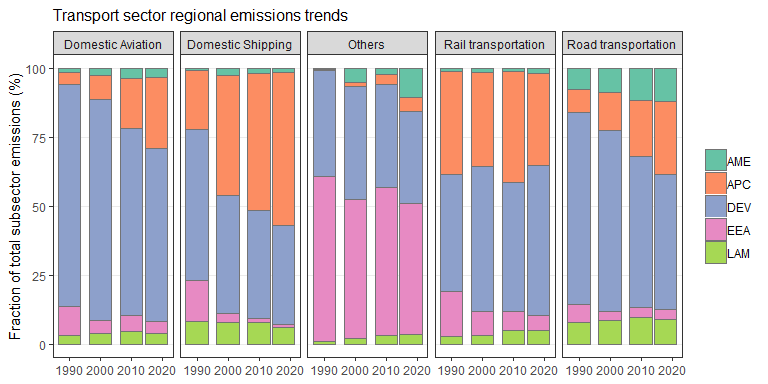 Transport sector regional emissions trends
Domestic Aviation
Domestic Shipping
Others
Rail transportation
Road transportation
Fraction of total subsector emissions (%)
100
75
50
25
0
1990 2000 2010 2020
1990 2000 2010 2020
1990 2000 2010 2020
1990 2000 2010 2020
1990 2000 2010 2020
AME
APC
DEV
EEA
LAM